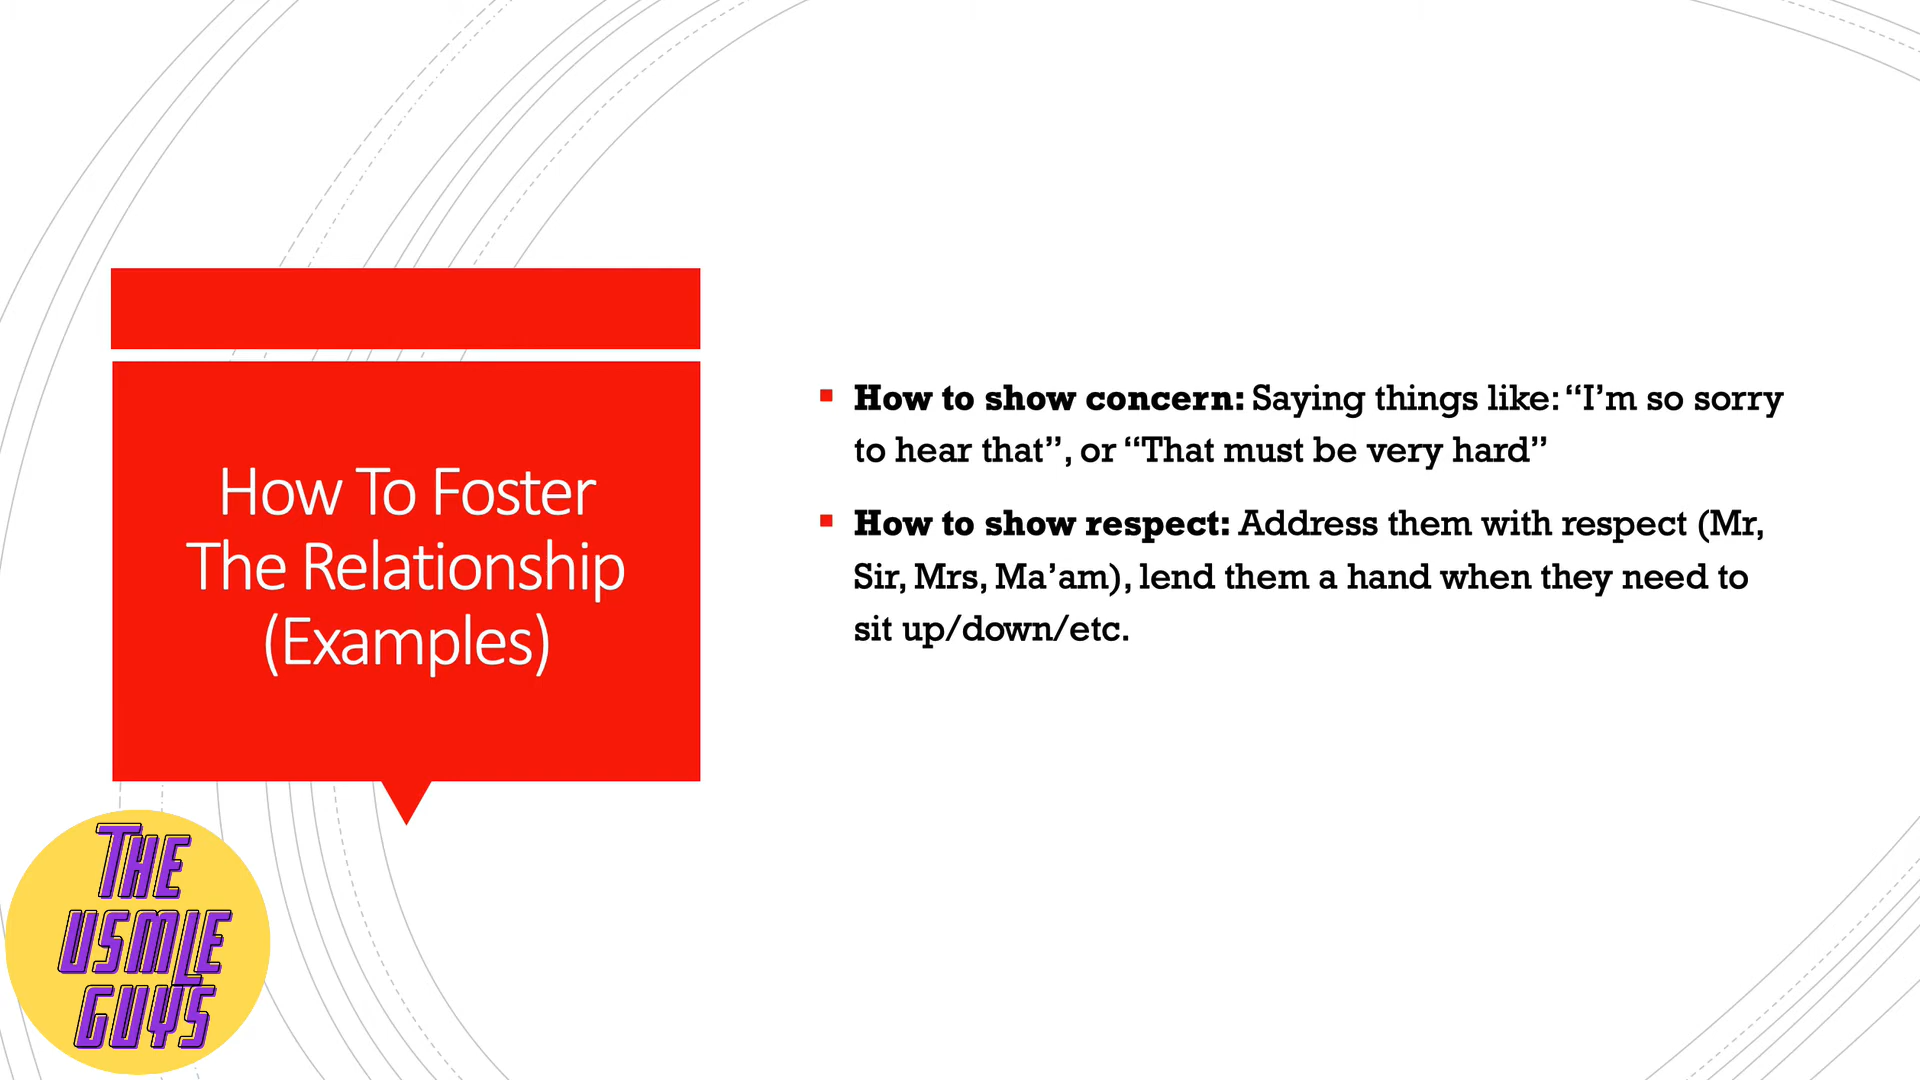 How To Foster
The Relationship
(Examples)
How to show concern: Saying things like: “I’m so sorry
to hear that”, or “That must be very hard”
How to show respect: Address them with respect (Mr,
Sir, Mrs, Ma’am), lend them a hand when they need to
sit up/down/etc.
THE
USMLE
GUYS